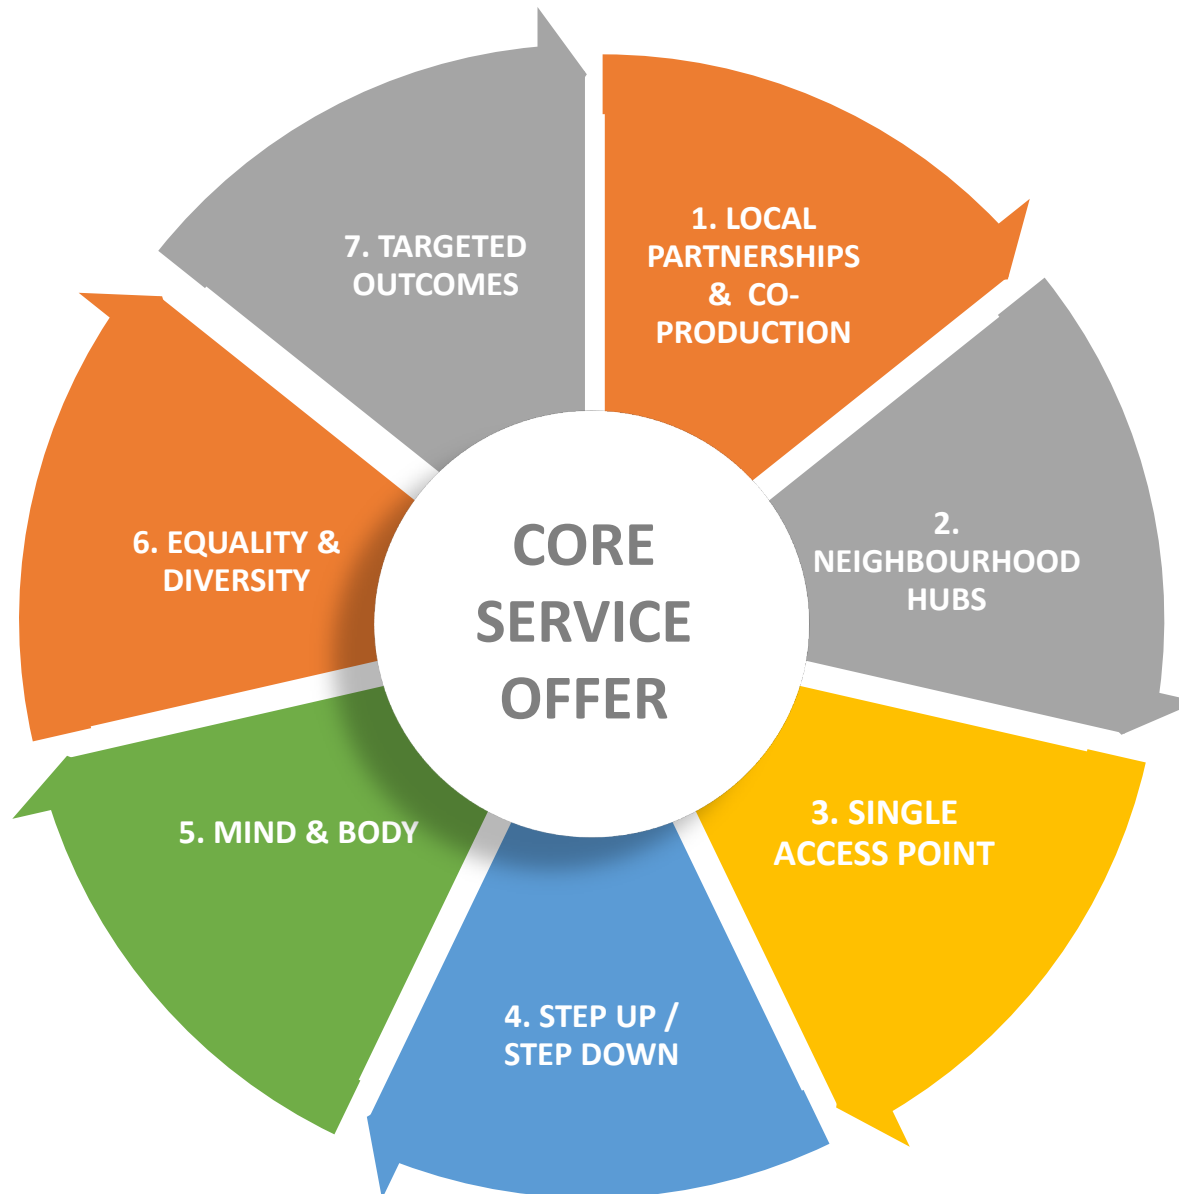 1. LOCAL
PARTNERSHIPS
& CO-
PRODUCTION
2.
NEIGHBOURHOOD
HUBS
3. SINGLE
ACCESS POINT
4. STEP UP /
STEP DOWN
5. MIND & BODY
6. EQUALITY &
DIVERSITY
7. TARGETED
OUTCOMES
CORE
SERVICE
OFFER